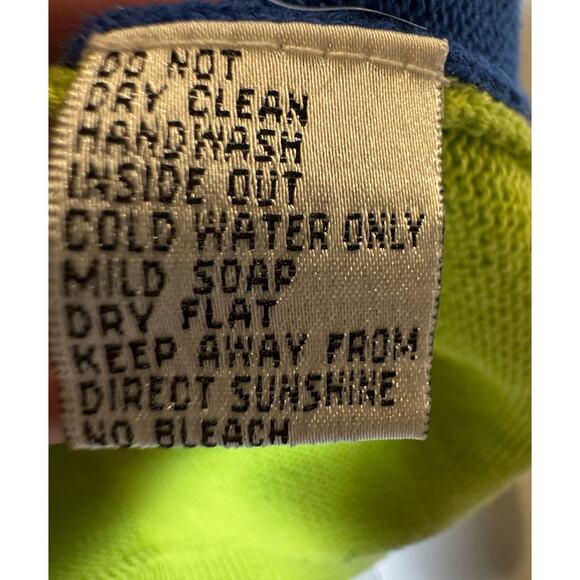 DO NOT
DRY CLEAN
HANDWASH
INSIDE OUT
COLD WATER ONLY
MILD SOAP
DRY FLAT
KEEP AWAY FROM
DIRECT SUNSHINE
NO BLEACH